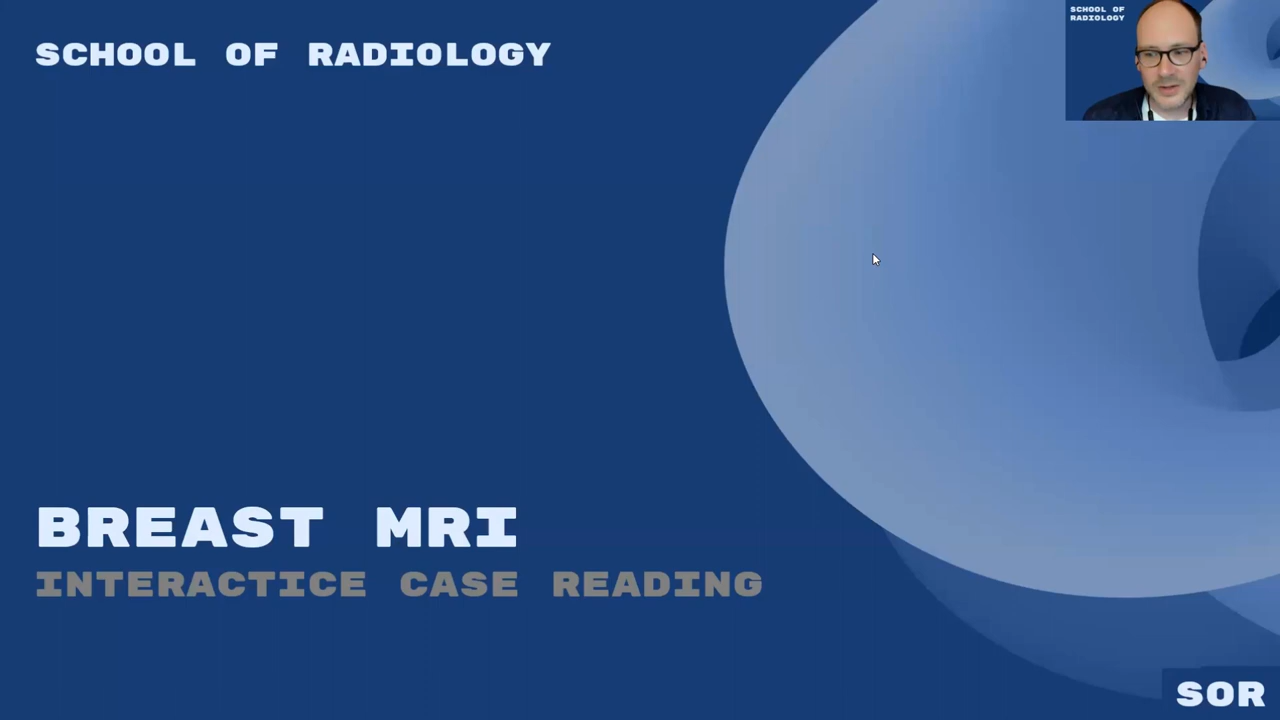 SCHOOL OF RADIOLOGY
SCHOOL OF
RADIOLOGY
BREAST MRI
INTERACTICE CASE READING
SOR